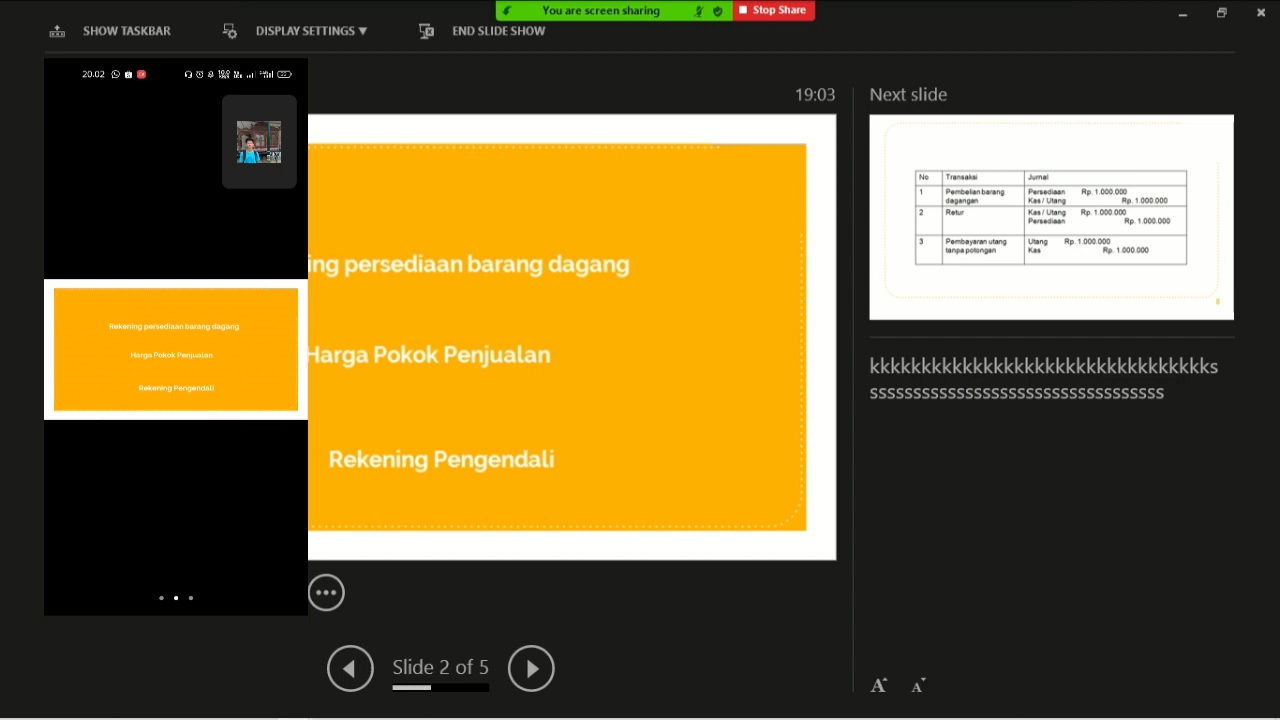 You are screen sharing
Stop Share
SHOW TASKBAR
DISPLAY SETTINGS
END SLIDE SHOW
20.02
Rekening persediaan barang dagang
Harga Pokok Penjualan
Rekening Pengendali
19:03
ing persediaan barang dagang
Harga Pokok Penjualan
Rekening Pengendali
Slide 2 of 5
Next slide
No Transaksi Jurnal
1 Pembelian barang dagangan Persediaan Rp. 1.000.000
Kas / Utang Rp. 1.000.000
2 Retur Kas / Utang Rp. 1.000.000
Persediaan Rp. 1.000.000
3 Pembayaran utang tanpa potongan Utang Rp. 1.000.000
Kas Rp. 1.000.000
kkkkkkkkkkkkkkkkkkkkkkkkkkkkkkkks
ssssssssssssssssssssssssssssssssss
A A